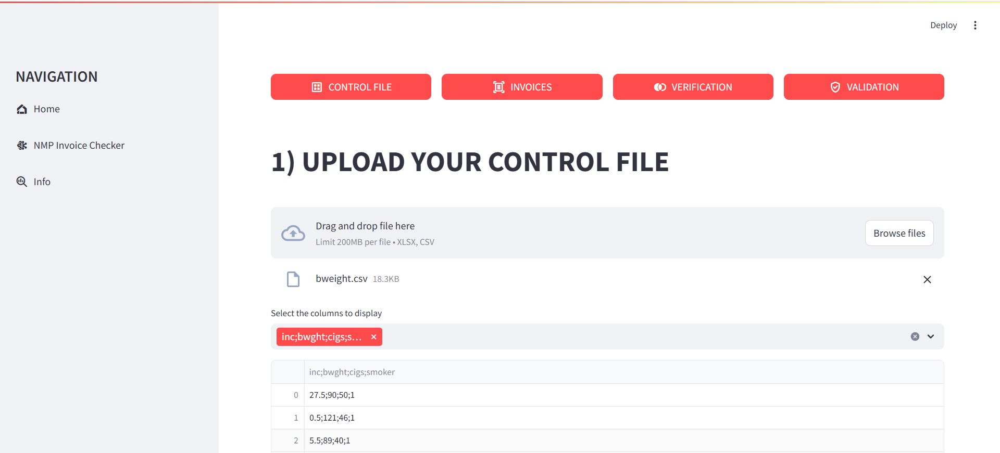 Deploy
NAVIGATION
Home
NMP Invoice Checker
Info
CONTROL FILE
INVOICES
VERIFICATION
VALIDATION
1) UPLOAD YOUR CONTROL FILE
Drag and drop file here
Limit 200MB per file • XLSX, CSV
Browse files
bweight.csv 18.3KB
Select the columns to display
inc;bwght;cigs;s...
inc;bwght;cigs;smoker
0 27.5;90;50;1
1 0.5;121;46;1
2 5.5;89;40;1